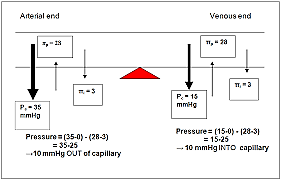 Arterial end
Venous end
πp = 23
πp = 28
πi = 3
πi = 3
Pc = 35
mmHg
Pc = 15
mmHg
Pressure = (35-0) - (28-3)
= 35-25
→10 mmHg OUT of capillary
Pressure = (15-0) - (28-3)
= 15-25
→ 10 mmHg INTO capillary